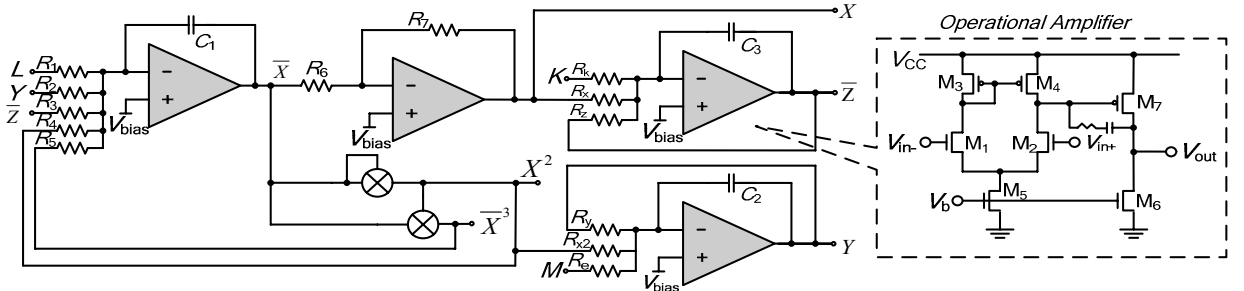 Operational Amplifier
L
Y
Z̅
R1
R2
R3
R4
R5
C1
−
+
Vbias
X̅
R6
R7
−
+
Vbias
X
K
Rk
Rx
Rz
C3
−
+
Vbias
Z̅
X²
X̅³
M
Ry
Rx2
Re
C2
−
+
Vbias
Y
VCC
M3
M4
M7
Vin-
M1
M2
Vin+
Vout
Vb
M5
M6